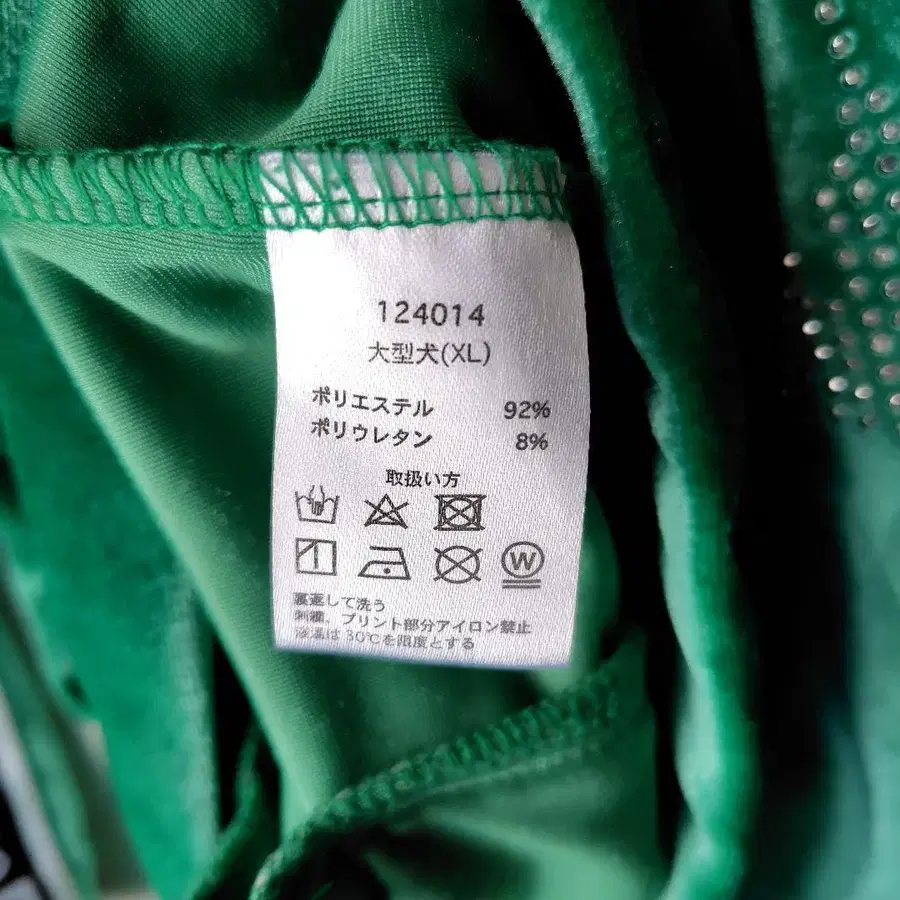 124014
大型犬(XL)
ポリエステル 92%
ポリウレタン 8%
取扱い方
W
裏返して洗う
刺繍、プリント部分アイロン禁止
液温は30℃を限度とする